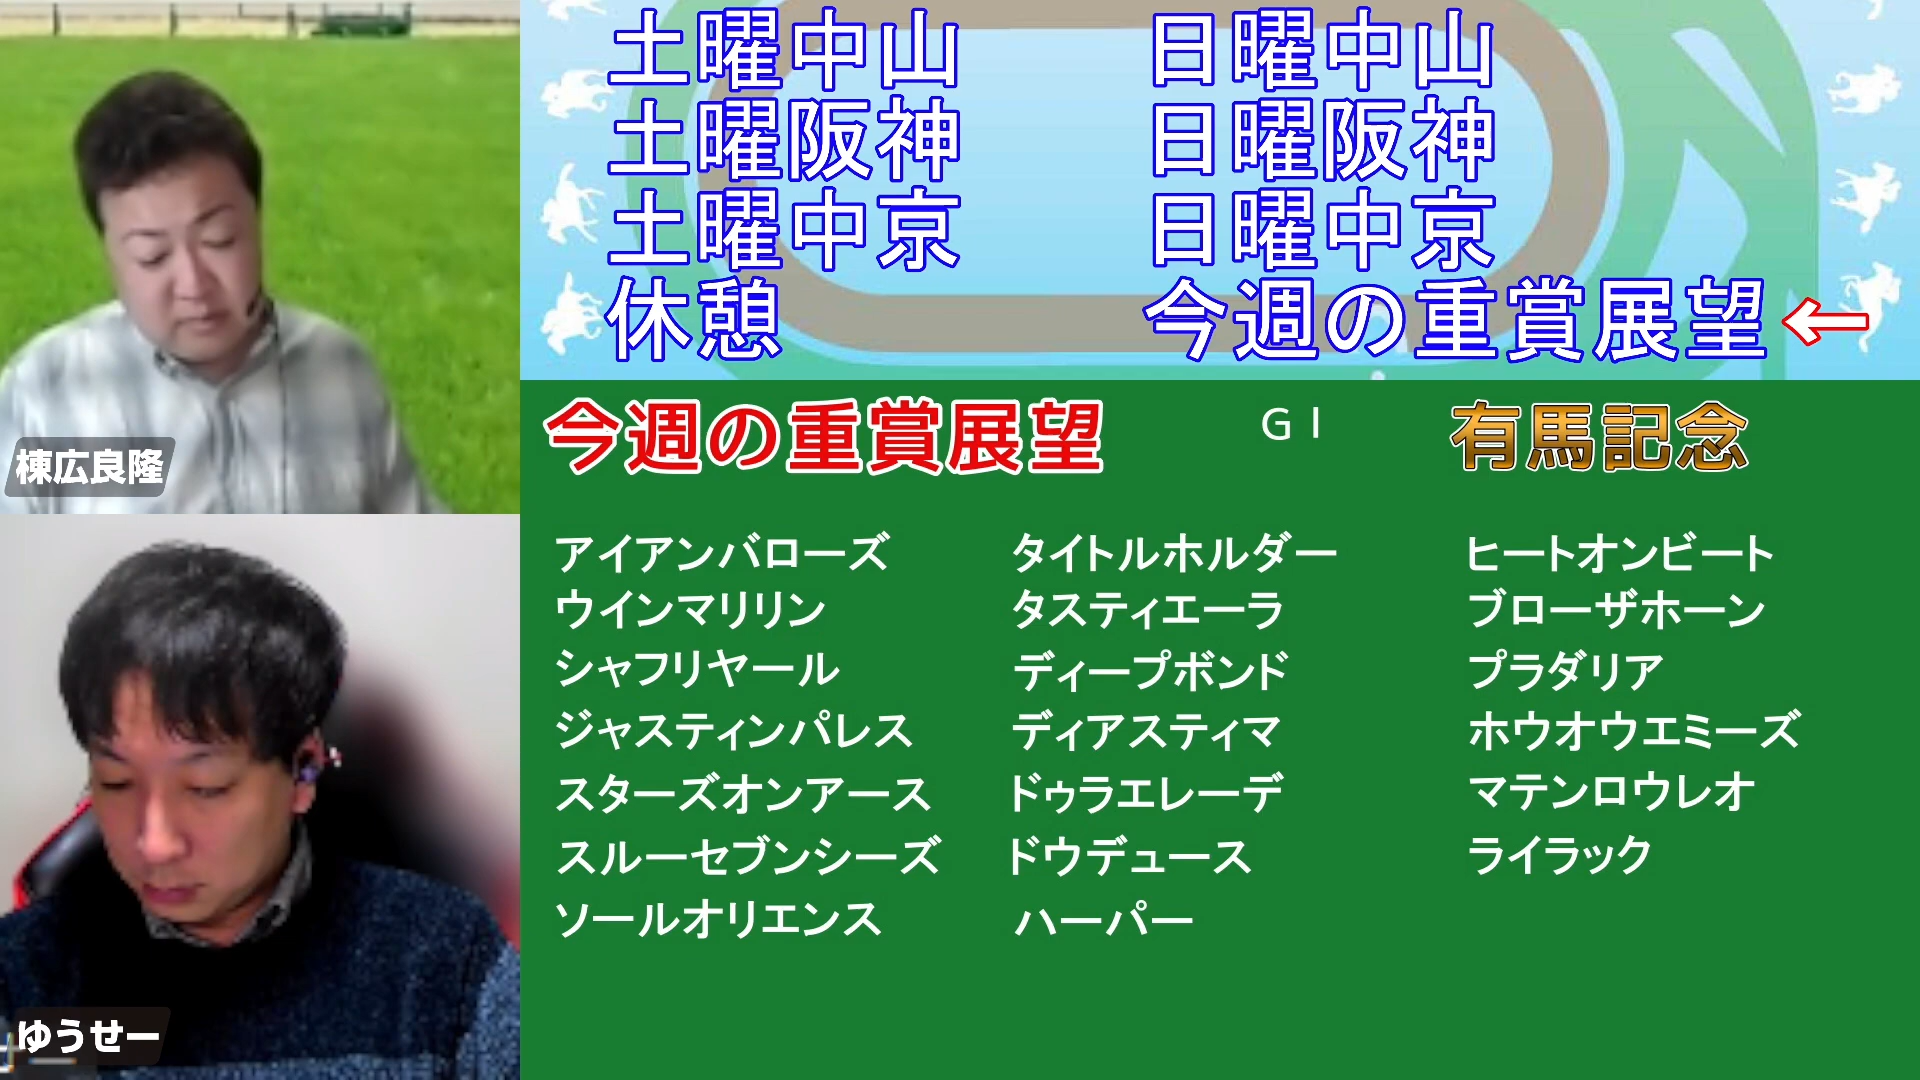 土曜中山
日曜中山
土曜阪神
日曜阪神
土曜中京
日曜中京
休憩
今週の重賞展望←
今週の重賞展望
GⅠ
有馬記念
アイアンバローズ
タイトルホルダー
ヒートオンビート
ウインマリリン
タスティエーラ
ブローザホーン
シャフリヤール
ディープボンド
プラダリア
ジャスティンパレス
ディアスティマ
ホウオウエミーズ
スターズオンアース
ドゥラエレーデ
マテンロウレオ
スルーセブンシーズ
ドウデュース
ライラック
ソールオリエンス
ハーパー
棟広良隆
ゆうせー